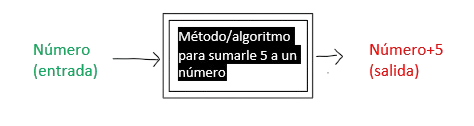 Número
(entrada)
Método/algoritmo
para sumarle 5 a un
número
Número+5
(salida)